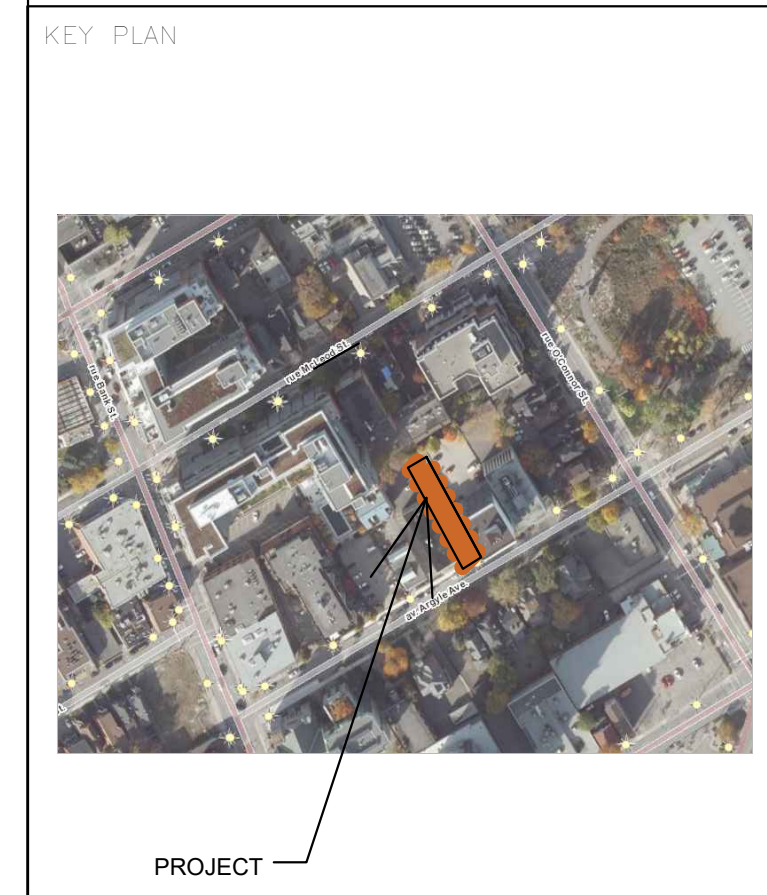 KEY PLAN
rue McLeod St.
rue O'Connor St.
rue Bank St.
av. Argyle Ave.
t.
PROJECT